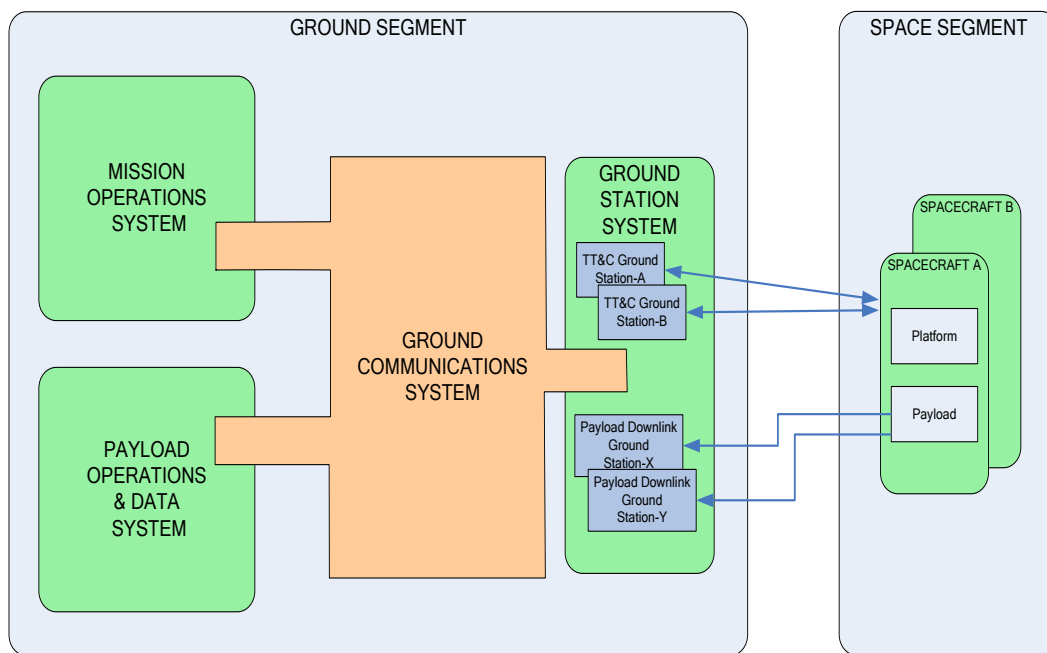 GROUND SEGMENT
MISSION
OPERATIONS
SYSTEM
PAYLOAD
OPERATIONS
& DATA
SYSTEM
GROUND
COMMUNICATIONS
SYSTEM
GROUND
STATION
SYSTEM
TT&C Ground
Station-A
TT&C Ground
Station-B
Payload Downlink
Ground
Station-X
Payload Downlink
Ground
Station-Y
SPACE SEGMENT
SPACECRAFT B
SPACECRAFT A
Platform
Payload